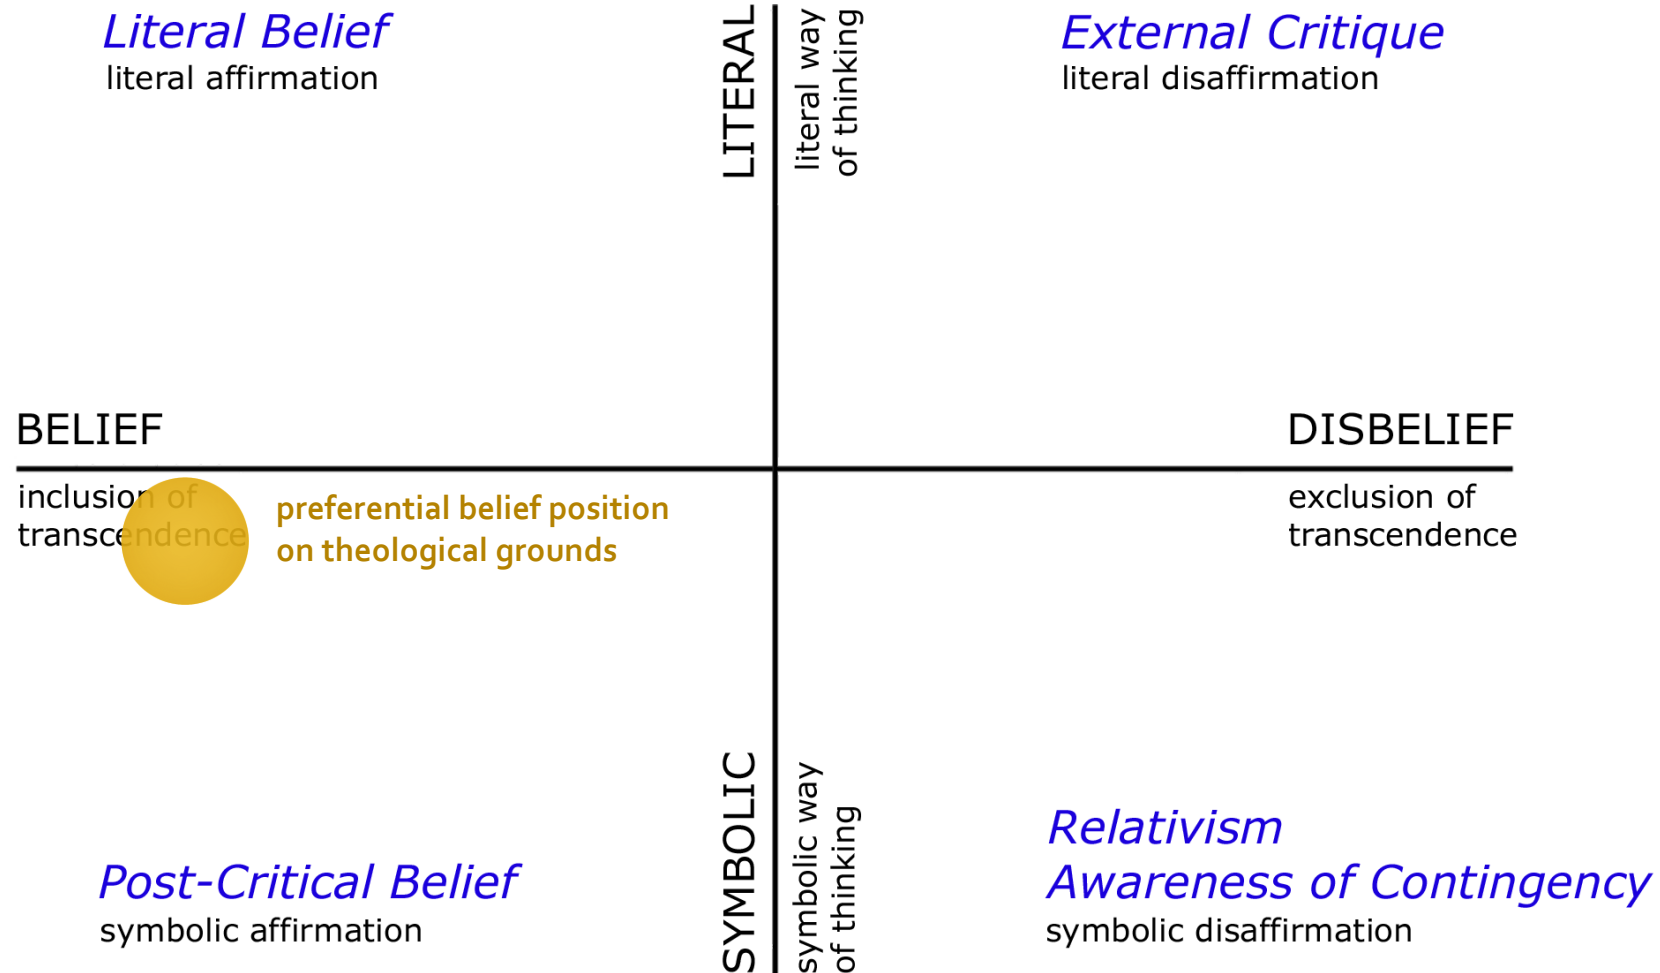 Literal Belief
literal affirmation
LITERAL
literal way
of thinking
External Critique
literal disaffirmation
BELIEF
inclusion of
transcendence
preferential belief position
on theological grounds
DISBELIEF
exclusion of
transcendence
Post-Critical Belief
symbolic affirmation
SYMBOLIC
symbolic way
of thinking
Relativism
Awareness of Contingency
symbolic disaffirmation